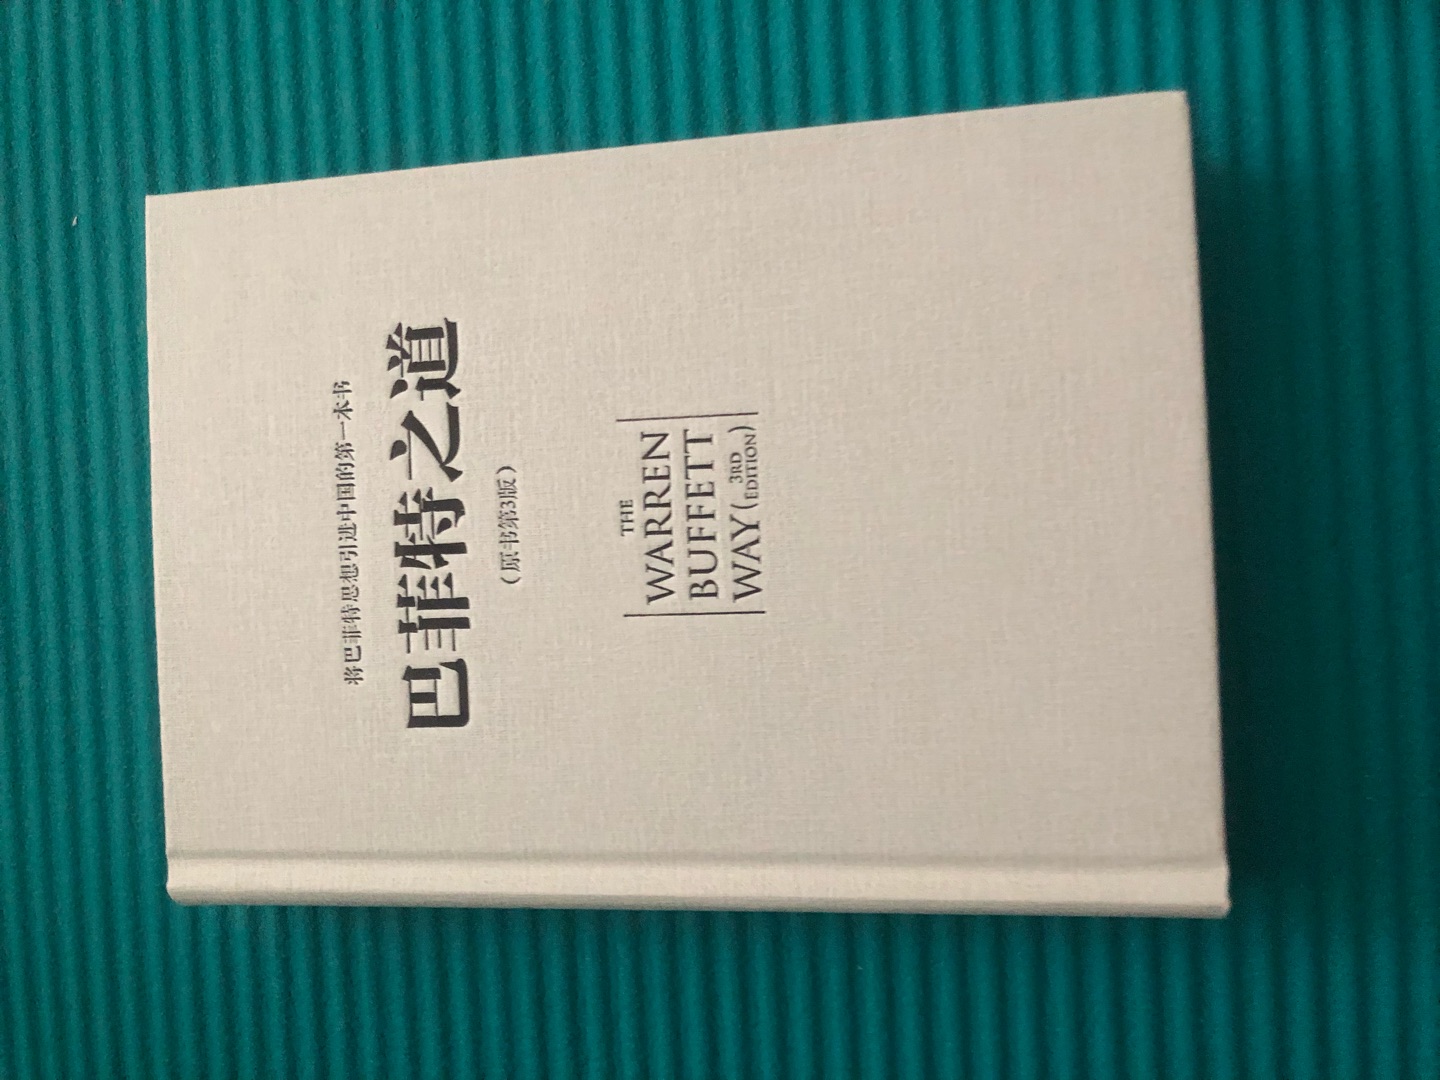 将巴菲特思想引进中国的第一本书
巴菲特之道
（原书第3版）
THE
WARREN
BUFFETT
WAY(3RD EDITION)